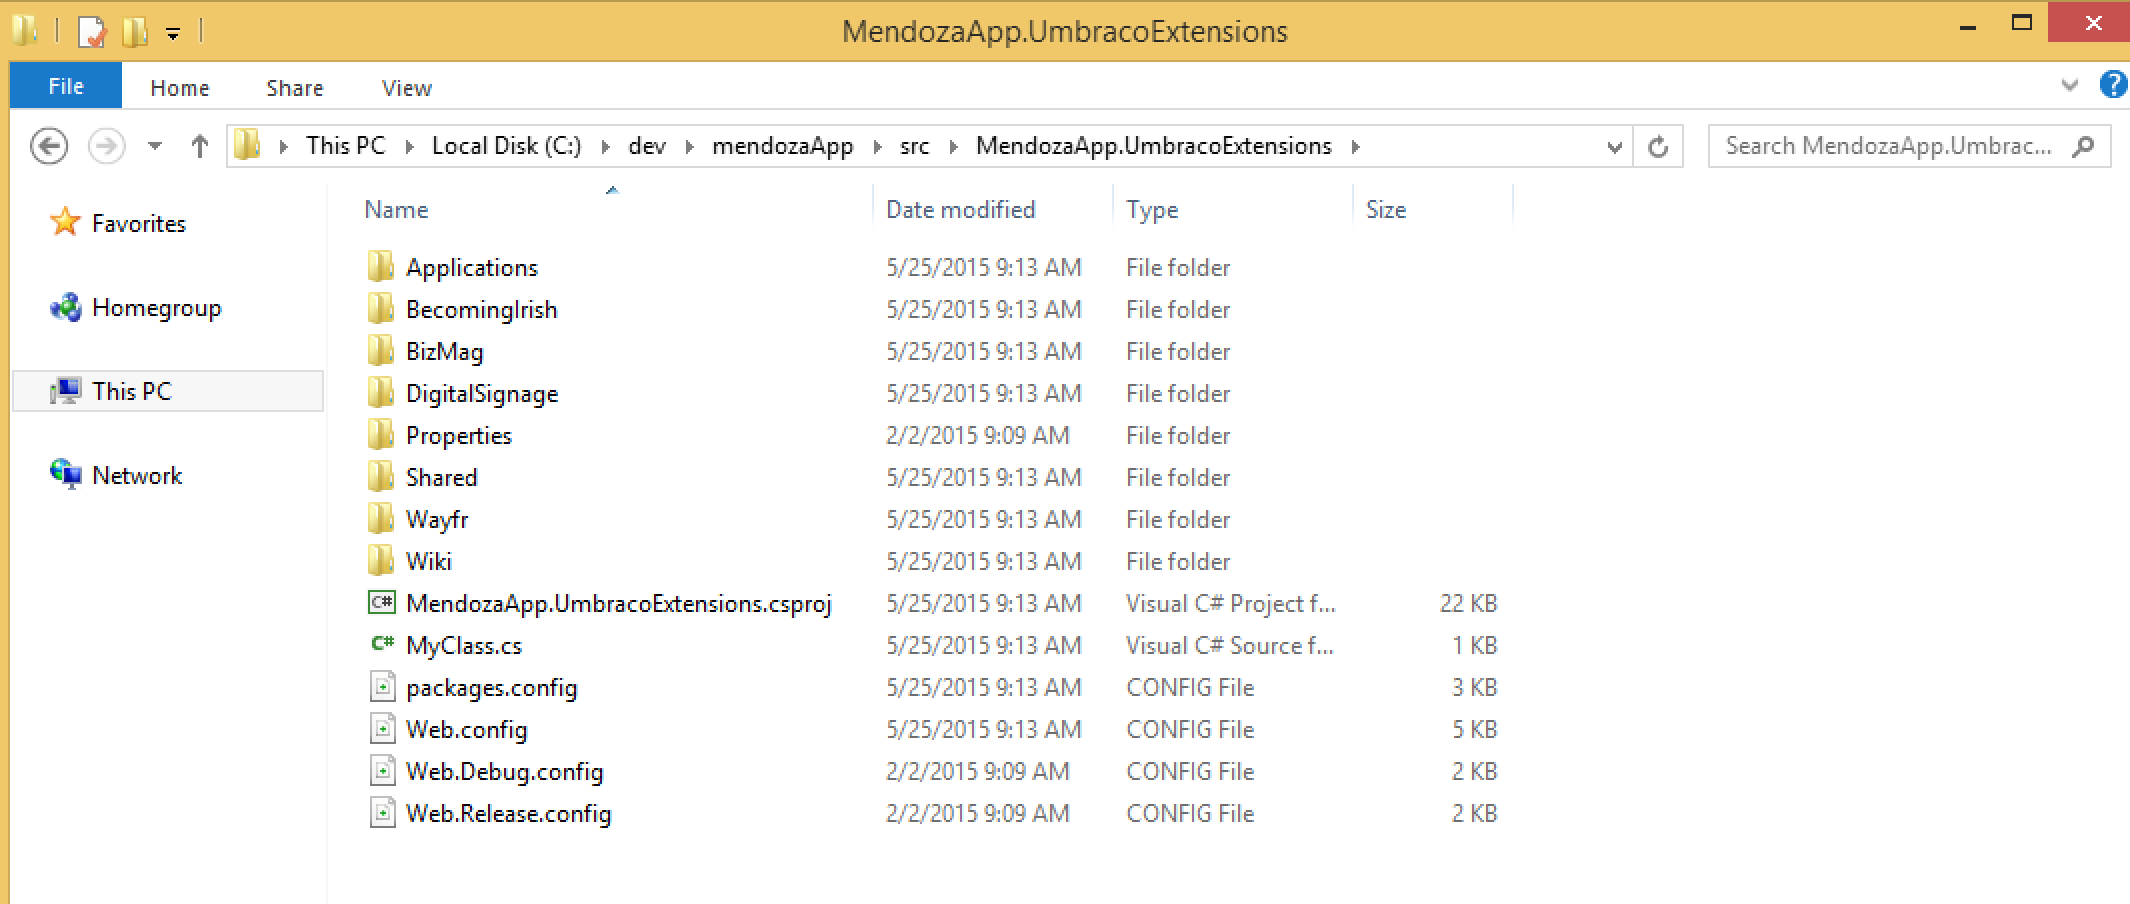 MendozaApp.UmbracoExtensions
File Home Share View
This PC Local Disk (C:) dev mendozaApp src MendozaApp.UmbracoExtensions Search MendozaApp.Umbrac...
Name Date modified Type Size
Favorites
Homegroup
This PC
Network
Applications 5/25/2015 9:13 AM File folder
BecomingIrish 5/25/2015 9:13 AM File folder
BizMag 5/25/2015 9:13 AM File folder
DigitalSignage 5/25/2015 9:13 AM File folder
Properties 2/2/2015 9:09 AM File folder
Shared 5/25/2015 9:13 AM File folder
Wayfr 5/25/2015 9:13 AM File folder
Wiki 5/25/2015 9:13 AM File folder
C# MendozaApp.UmbracoExtensions.csproj 5/25/2015 9:13 AM Visual C# Project f... 22 KB
C# MyClass.cs 5/25/2015 9:13 AM Visual C# Source f... 1 KB
packages.config 5/25/2015 9:13 AM CONFIG File 3 KB
Web.config 5/25/2015 9:13 AM CONFIG File 5 KB
Web.Debug.config 2/2/2015 9:09 AM CONFIG File 2 KB
Web.Release.config 2/2/2015 9:09 AM CONFIG File 2 KB